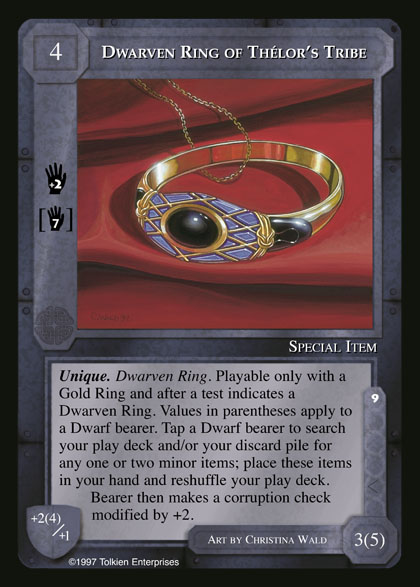 4
DWARVEN RING OF THÉLOR'S TRIBE
+2
[7]
SPECIAL ITEM
Unique. Dwarven Ring. Playable only with a
Gold Ring and after a test indicates a
Dwarven Ring. Values in parentheses apply to
a Dwarf bearer. Tap a Dwarf bearer to search
your play deck and/or your discard pile for
any one or two minor items; place these items
in your hand and reshuffle your play deck.
Bearer then makes a corruption check
modified by +2.
9
+2(4)/+1
ART BY CHRISTINA WALD
3(5)
©1997 Tolkien Enterprises